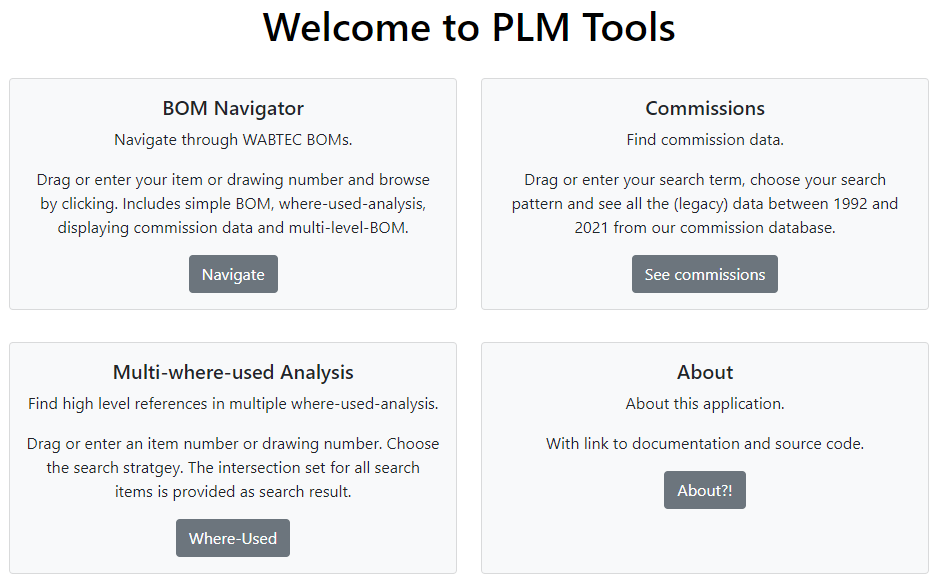 Welcome to PLM Tools
BOM Navigator
Navigate through WABTEC BOMs.
Drag or enter your item or drawing number and browse
by clicking. Includes simple BOM, where-used-analysis,
displaying commission data and multi-level-BOM.
Navigate
Commissions
Find commission data.
Drag or enter your search term, choose your search
pattern and see all the (legacy) data between 1992 and
2021 from our commission database.
See commissions
Multi-where-used Analysis
Find high level references in multiple where-used-analysis.
Drag or enter an item number or drawing number. Choose
the search stratgey. The intersection set for all search
items is provided as search result.
Where-Used
About
About this application.
With link to documentation and source code.
About?!